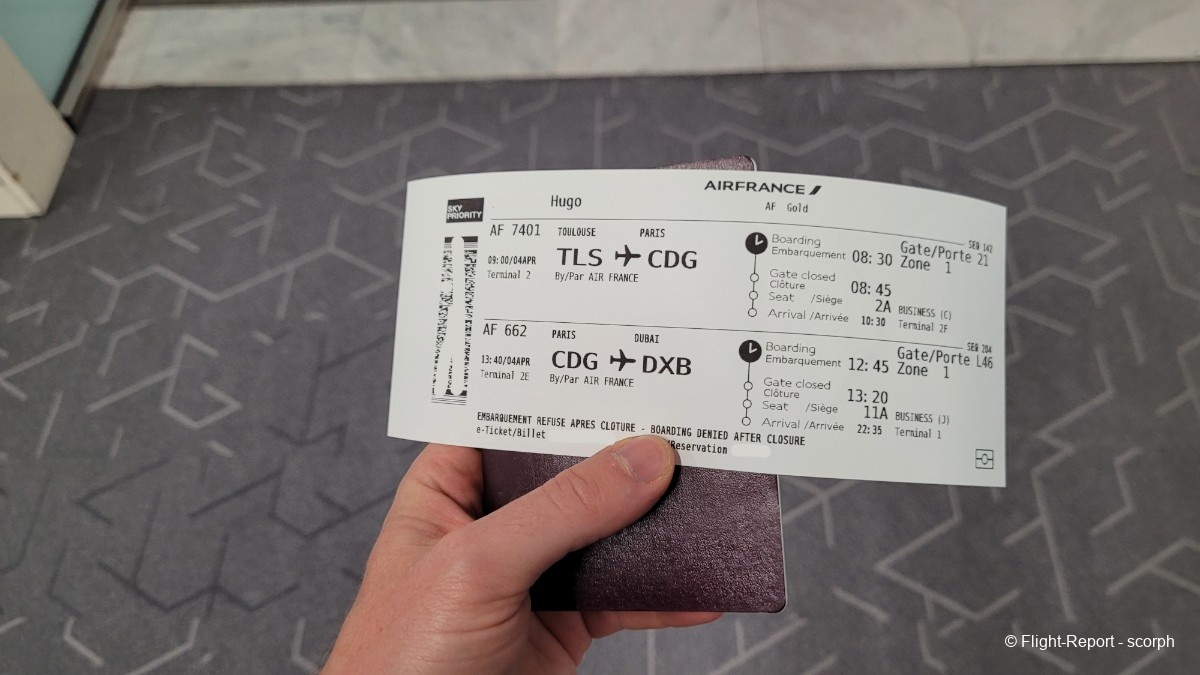 AIRFRANCE
SKY PRIORITY
Hugo
AF Gold
AF 7401 TOULOUSE PARIS
SEQ 142
TLS CDG
09:00/04APR
Terminal 2
By/Par AIR FRANCE
Boarding
Embarquement 08:30
Gate/Porte 21
Zone 1
Gate closed
Clôture 08:45
Seat /Siège 2A BUSINESS (C)
Arrival /Arrivée 10:30 Terminal 2F
AF 662 PARIS DUBAI
SEQ 204
CDG DXB
13:40/04APR
Terminal 2E
By/Par AIR FRANCE
Boarding
Embarquement 12:45
Gate/Porte L46
Zone 1
Gate closed
Clôture 13:20
Seat /Siège 11A BUSINESS (J)
Arrival /Arrivée 22:35 Terminal 1
EMBARQUEMENT REFUSE APRES CLOTURE - BOARDING DENIED AFTER CLOSURE
e-Ticket/Billet /Reservation
© Flight-Report - scorph